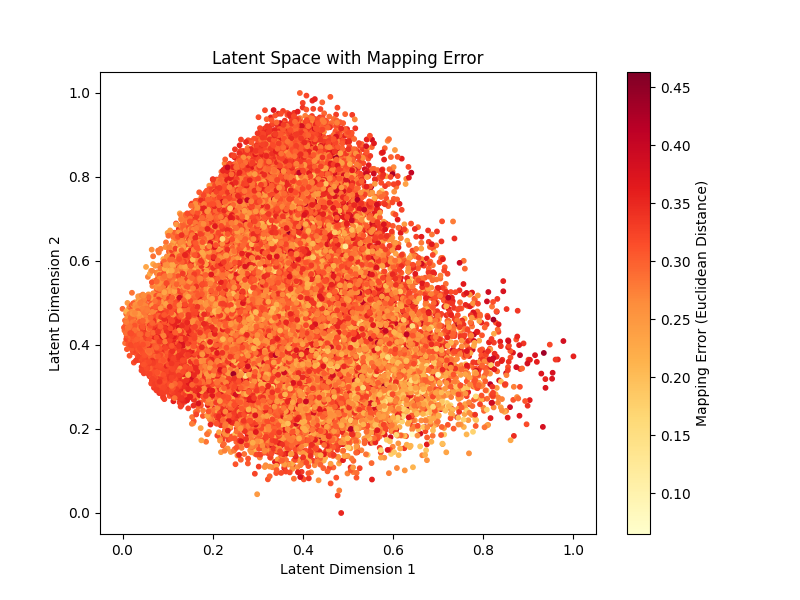 Latent Space with Mapping Error
Latent Dimension 2
1.0
0.8
0.6
0.4
0.2
0.0
0.0 0.2 0.4 0.6 0.8 1.0
Latent Dimension 1
0.45
0.40
0.35
0.30
0.25
0.20
0.15
0.10
Mapping Error (Euclidean Distance)